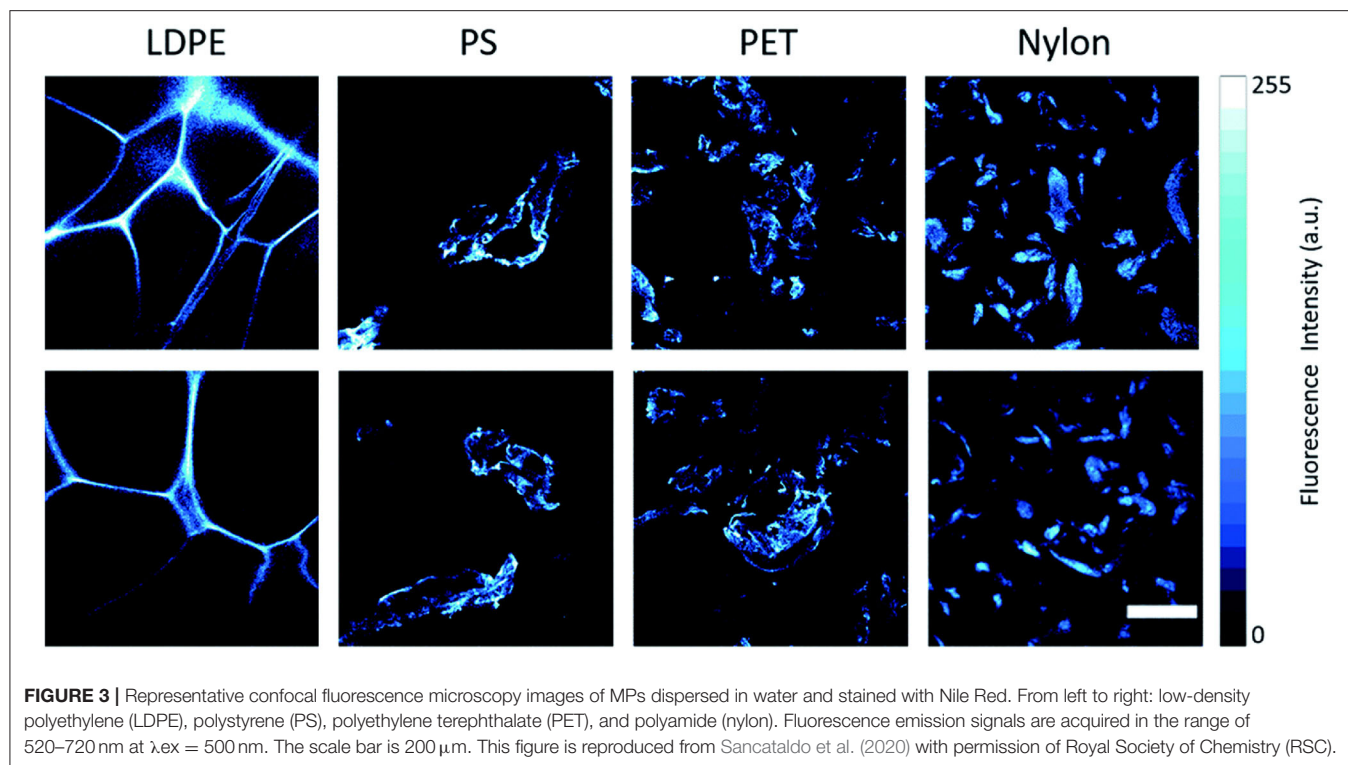 LDPE PS PET Nylon
255
Fluorescence Intensity (a.u.)
0
FIGURE 3 | Representative confocal fluorescence microscopy images of MPs dispersed in water and stained with Nile Red. From left to right: low-density
polyethylene (LDPE), polystyrene (PS), polyethylene terephthalate (PET), and polyamide (nylon). Fluorescence emission signals are acquired in the range of
520–720 nm at λex = 500 nm. The scale bar is 200 μm. This figure is reproduced from Sancataldo et al. (2020) with permission of Royal Society of Chemistry (RSC).